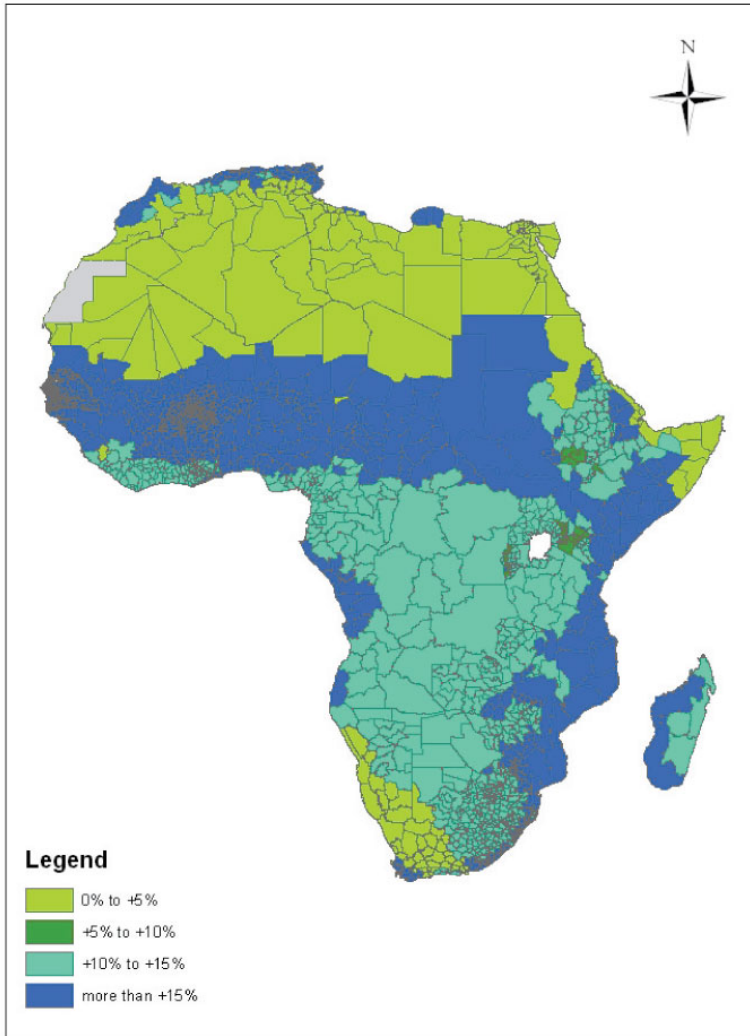 N
Legend
0% to +5%
+5% to +10%
+10% to +15%
more than +15%